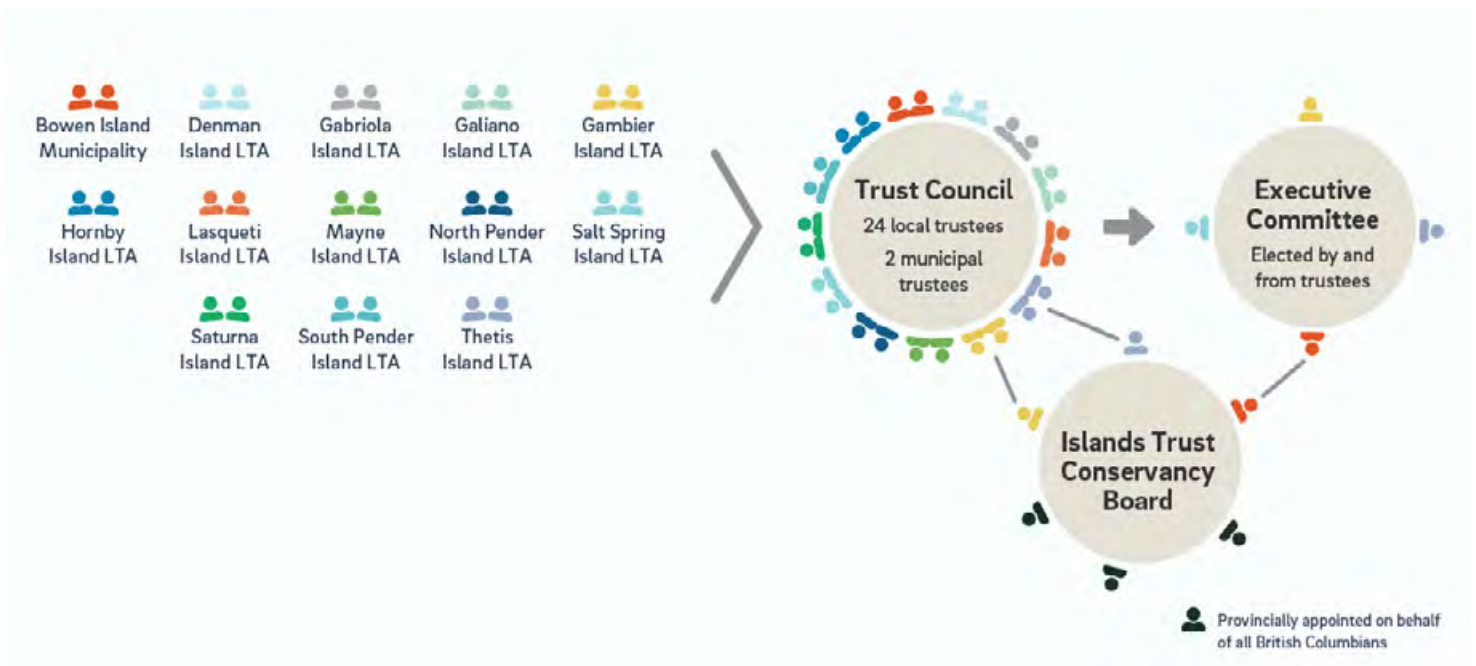 Bowen Island
Municipality
Denman
Island LTA
Gabriola
Island LTA
Galiano
Island LTA
Gambier
Island LTA
Hornby
Island LTA
Lasqueti
Island LTA
Mayne
Island LTA
North Pender
Island LTA
Salt Spring
Island LTA
Saturna
Island LTA
South Pender
Island LTA
Thetis
Island LTA
Trust Council
24 local trustees
2 municipal
trustees
Executive
Committee
Elected by and
from trustees
Islands Trust
Conservancy
Board
Provincially appointed on behalf
of all British Columbians